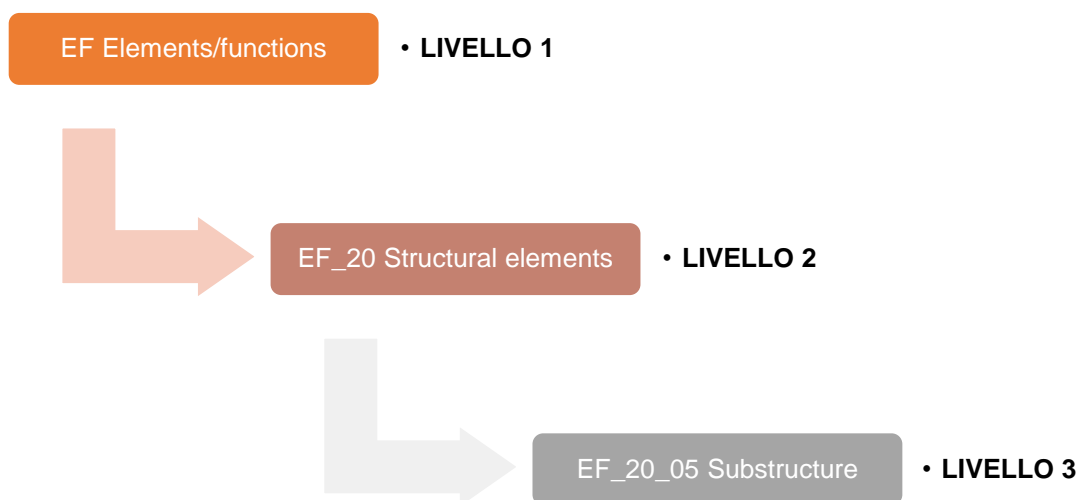 EF Elements/functions • LIVELLO 1
EF_20 Structural elements • LIVELLO 2
EF_20_05 Substructure • LIVELLO 3